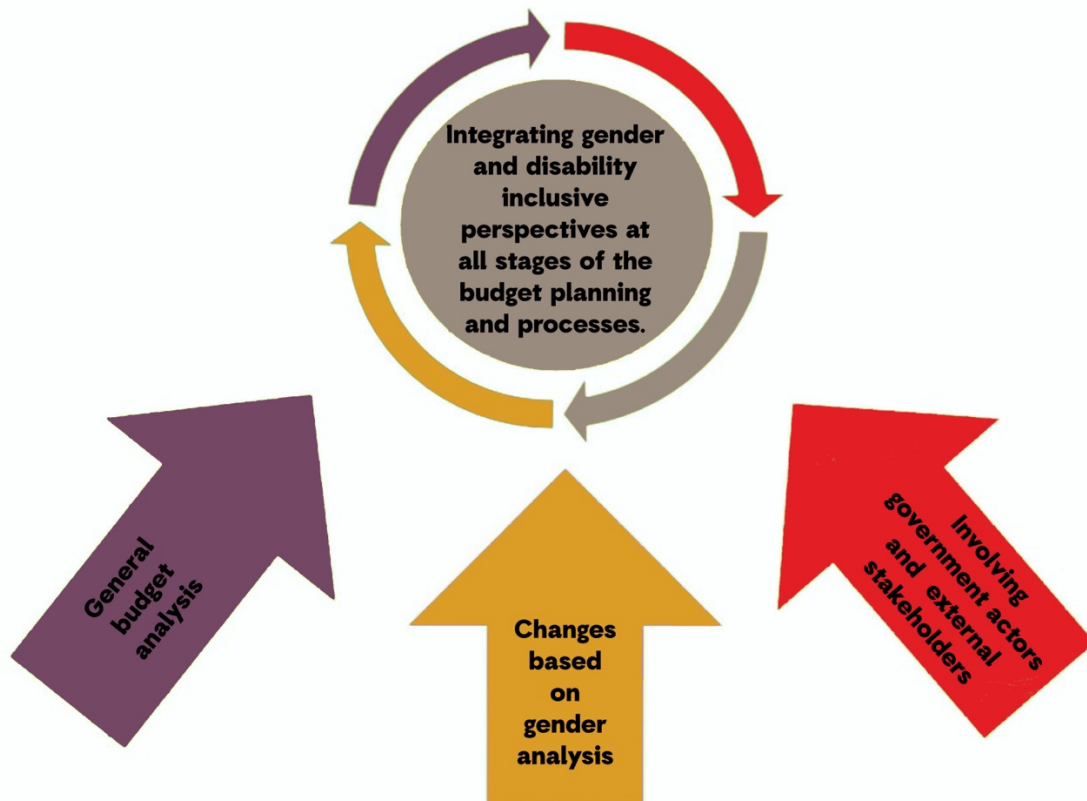 Integrating gender
and disability
inclusive
perspectives at
all stages of the
budget planning
and processes.
General
budget
analysis
Changes
based
on
gender
analysis
Involving
government actors
and external
stakeholders